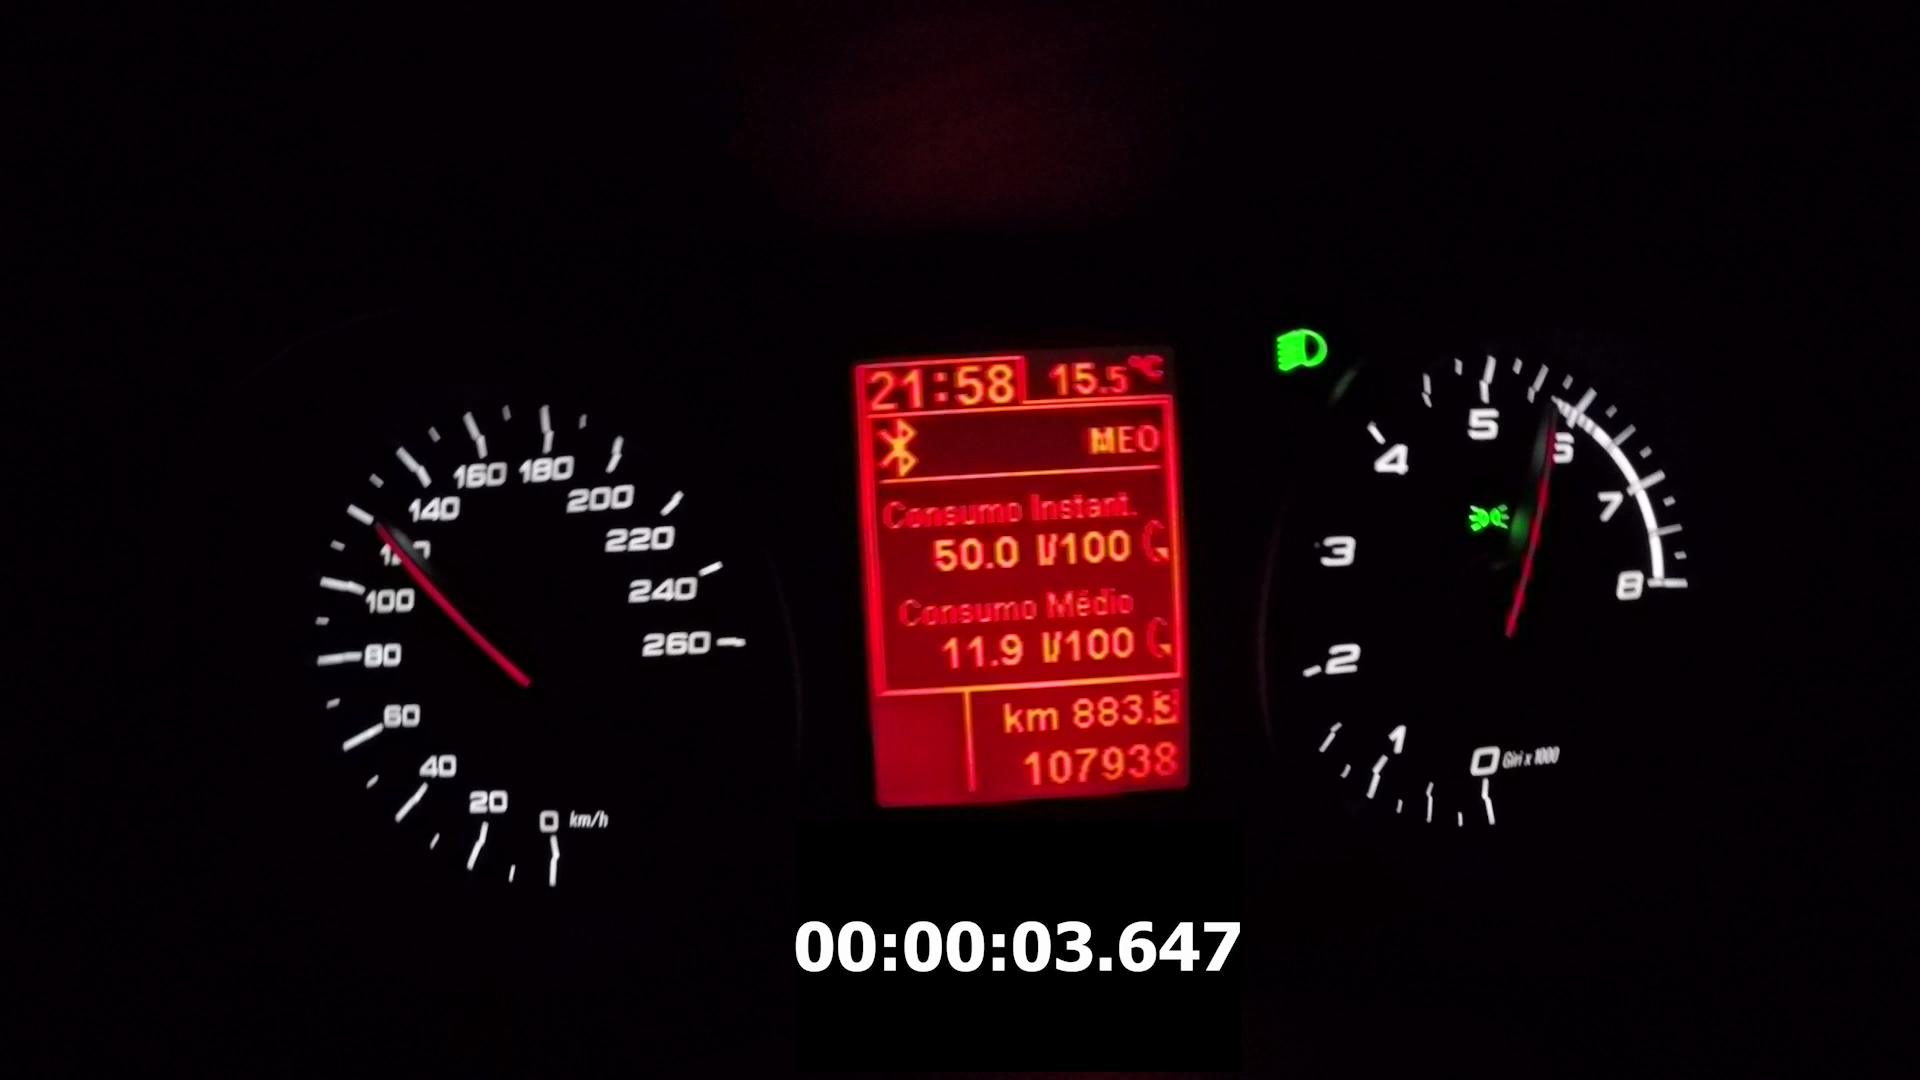 21:58 15.5 °C
MEO
Consumo Instant.
50.0 l/100
Consumo Médio
11.9 l/100
km 883.3
107938
0 km/h
20
40
60
80
100
120
140
160
180
200
220
240
260
0 Giri x 1000
1
2
3
4
5
6
7
8
00:00:03.647